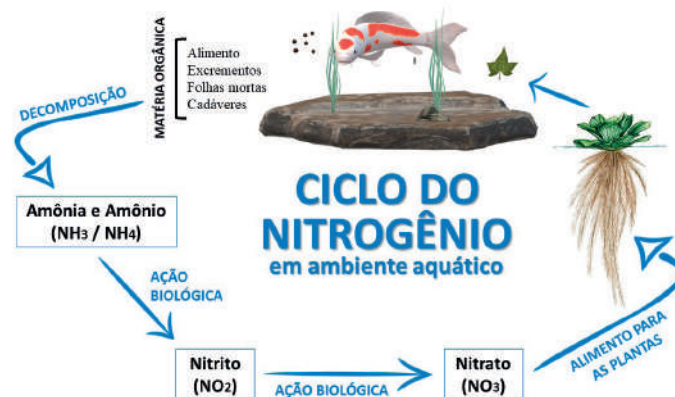 MATÉRIA ORGÂNICA
Alimento
Excrementos
Folhas mortas
Cadáveres
DECOMPOSIÇÃO
CICLO DO
NITROGÊNIO
em ambiente aquático
Amônia e Amônio
(NH3 / NH4)
AÇÃO
BIOLÓGICA
Nitrito
(NO2)
AÇÃO BIOLÓGICA
Nitrato
(NO3)
ALIMENTO PARA
AS PLANTAS